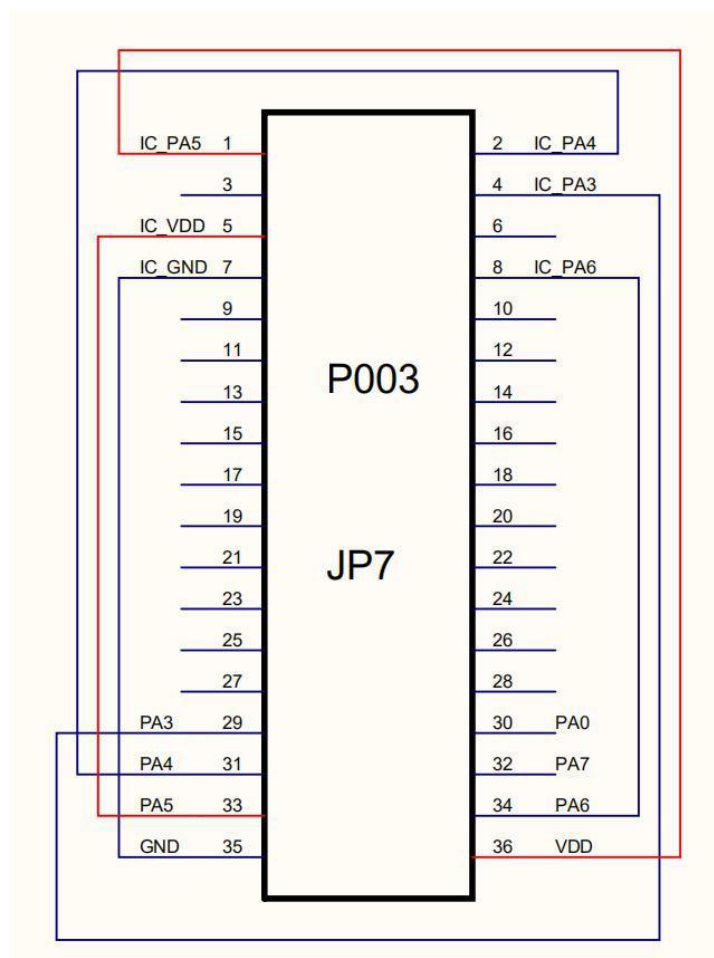 IC_PA5 1 2 IC_PA4
3 4 IC_PA3
IC_VDD 5 6
IC_GND 7 8 IC_PA6
9 10
11 12
P003
13 14
15 16
17 18
19 20
JP7
21 22
23 24
25 26
27 28
PA3 29 30 PA0
PA4 31 32 PA7
PA5 33 34 PA6
GND 35 36 VDD